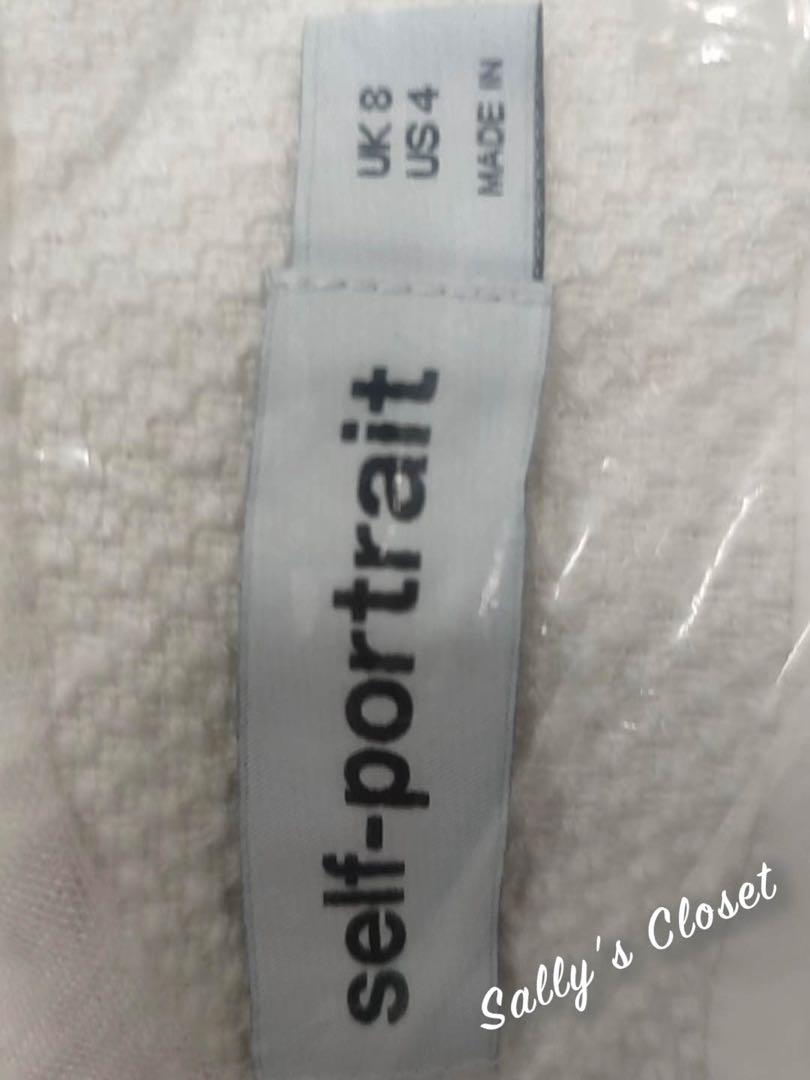 UK 8
US 4
MADE IN
self-portrait
Sally's Closet